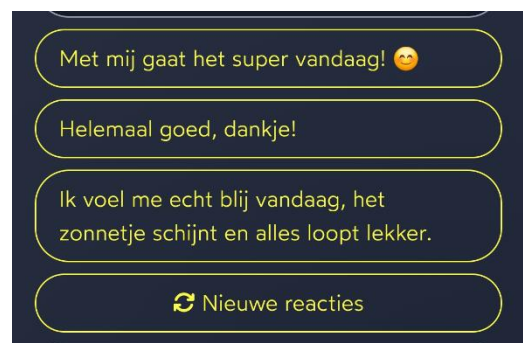 Met mij gaat het super vandaag! 😊
Helemaal goed, dankje!
Ik voel me echt blij vandaag, het
zonnetje schijnt en alles loopt lekker.
Nieuwe reacties